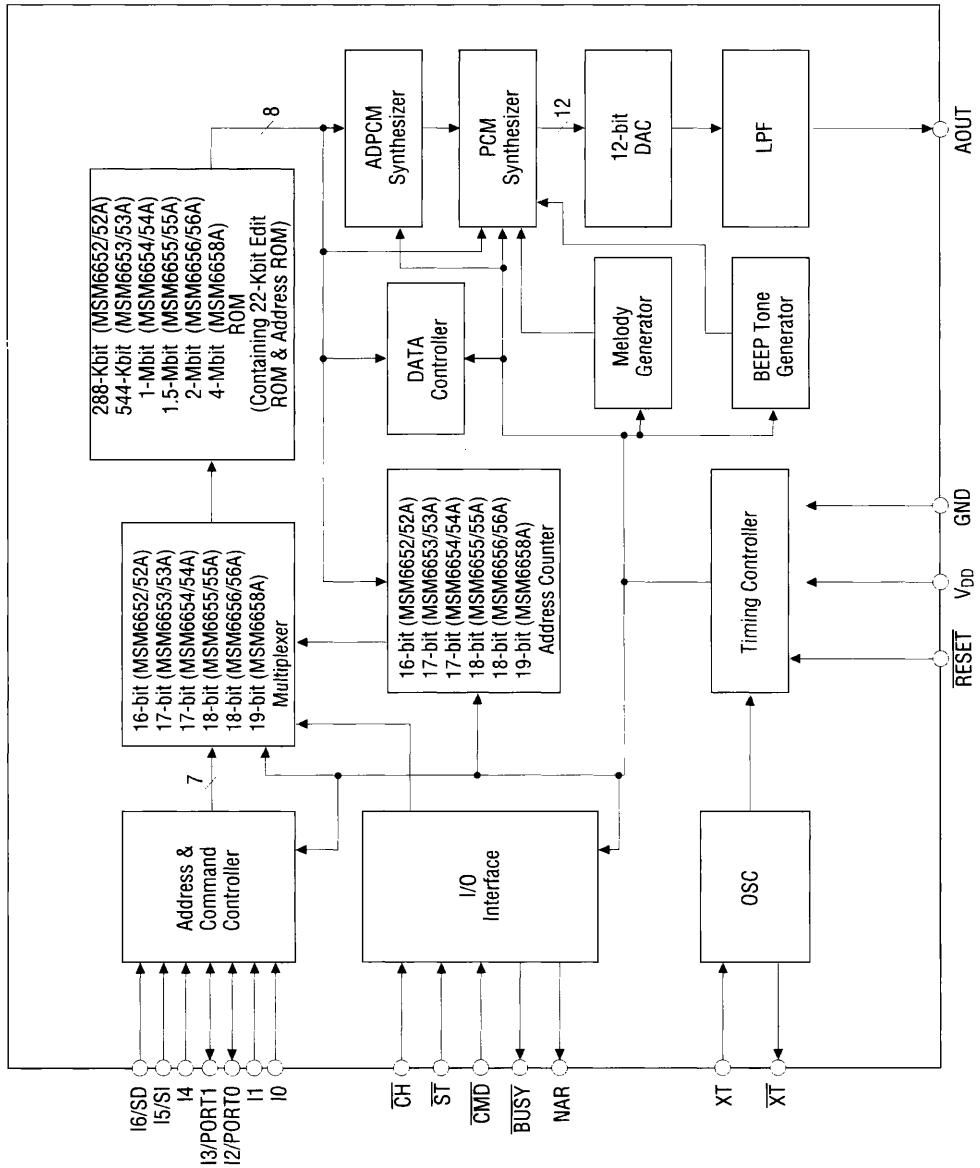 I6/SD
I5/SI
I4
I3/PORT1
I2/PORT0
I1
I0
Address &
Command
Controller
7
16-bit (MSM6652/52A)
17-bit (MSM6653/53A)
17-bit (MSM6654/54A)
18-bit (MSM6655/55A)
18-bit (MSM6656/56A)
19-bit (MSM6658A)
Multiplexer
288-Kbit (MSM6652/52A)
544-Kbit (MSM6653/53A)
1-Mbit (MSM6654/54A)
1.5-Mbit (MSM6655/55A)
2-Mbit (MSM6656/56A)
4-Mbit (MSM6658A)
ROM
(Containing 22-Kbit Edit
ROM & Address ROM)
8
CH
ST
CMD
BUSY
NAR
I/O
Interface
16-bit (MSM6652/52A)
17-bit (MSM6653/53A)
17-bit (MSM6654/54A)
18-bit (MSM6655/55A)
18-bit (MSM6656/56A)
19-bit (MSM6658A)
Address Counter
DATA
Controller
ADPCM
Synthesizer
PCM
Synthesizer
12
12-bit
DAC
LPF
Melody
Generator
BEEP Tone
Generator
XT
XT
OSC
Timing Controller
RESET
VDD
GND
AOUT